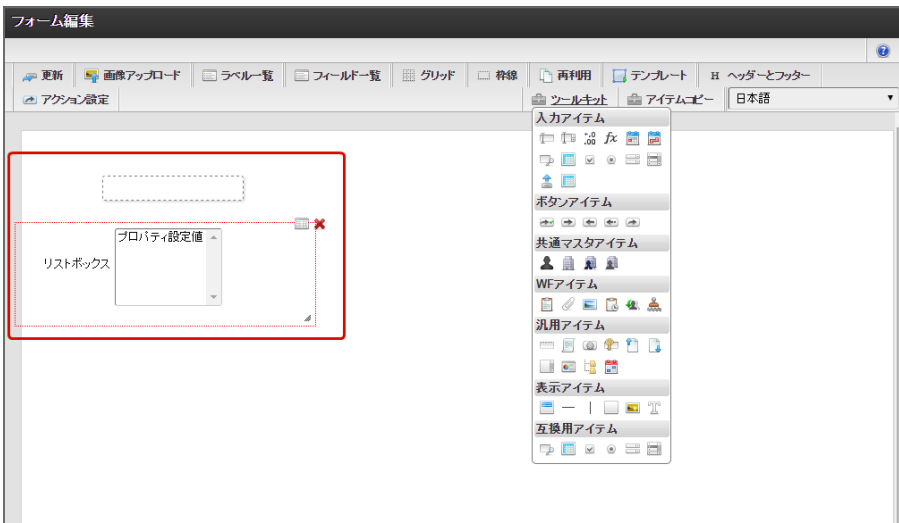 フォーム編集
更新 画像アップロード ラベル一覧 フィールド一覧 グリッド 枠線 再利用 テンプレート H ヘッダーとフッター
アクション設定 ツールキット アイテムコピー 日本語
入力アイテム
ボタンアイテム
共通マスタアイテム
WFアイテム
汎用アイテム
表示アイテム
互換用アイテム
プロパティ設定値
リストボックス